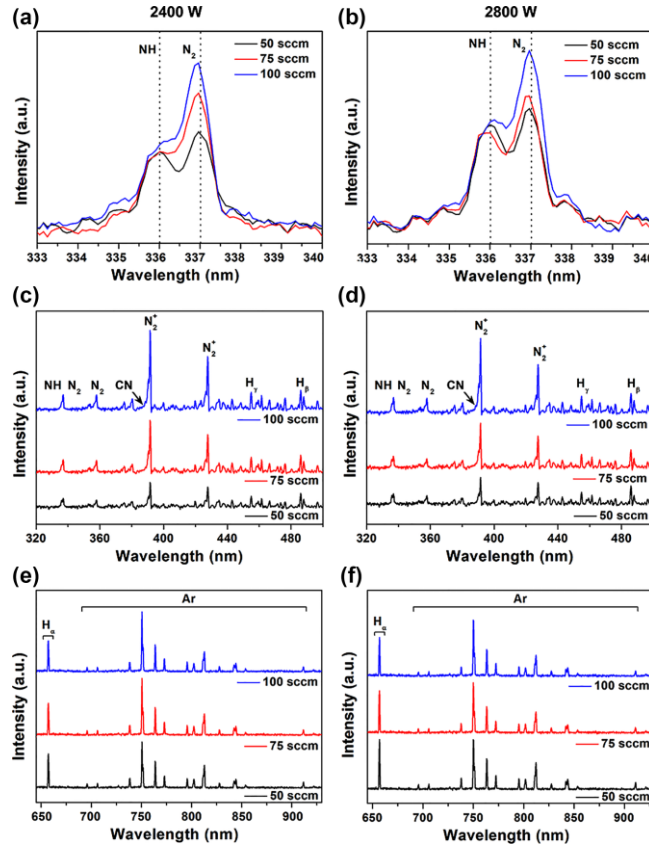 2400 W
2800 W
(a)
NH
N2
50 sccm
75 sccm
100 sccm
Intensity (a.u.)
333 334 335 336 337 338 339 340
Wavelength (nm)
(b)
NH
N2
50 sccm
75 sccm
100 sccm
Intensity (a.u.)
333 334 335 336 337 338 339 340
Wavelength (nm)
(c)
N2+
N2+
NH N2 N2 CN
Hγ
Hβ
100 sccm
75 sccm
50 sccm
Intensity (a.u.)
320 360 400 440 480
Wavelength (nm)
(d)
N2+
N2+
NH N2 N2 CN
Hγ
Hβ
100 sccm
75 sccm
50 sccm
Intensity (a.u.)
320 360 400 440 480
Wavelength (nm)
(e)
Ar
Hα
100 sccm
75 sccm
50 sccm
Intensity (a.u.)
650 700 750 800 850 900
Wavelength (nm)
(f)
Ar
Hα
100 sccm
75 sccm
50 sccm
Intensity (a.u.)
650 700 750 800 850 900
Wavelength (nm)